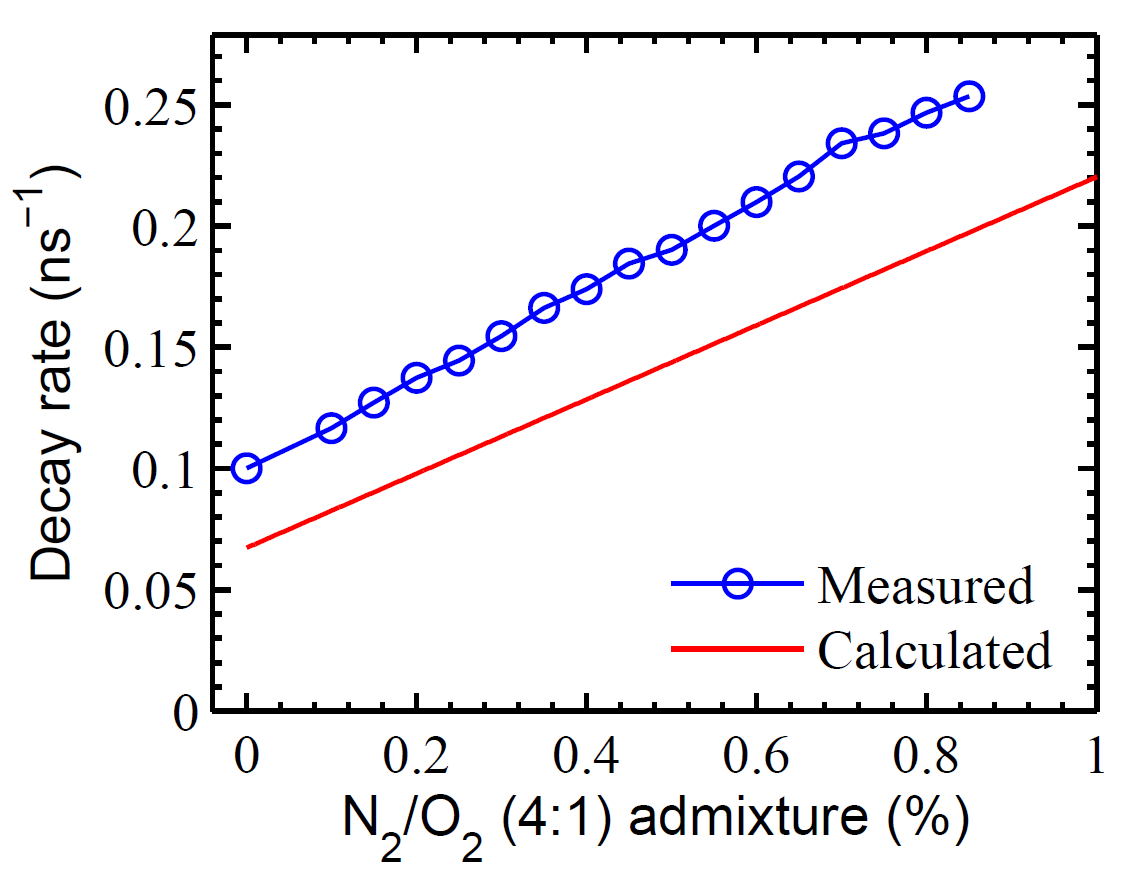 0.25
0.2
0.15
0.1
0.05
0
Decay rate (ns⁻¹)
Measured
Calculated
0 0.2 0.4 0.6 0.8 1
N₂/O₂ (4:1) admixture (%)